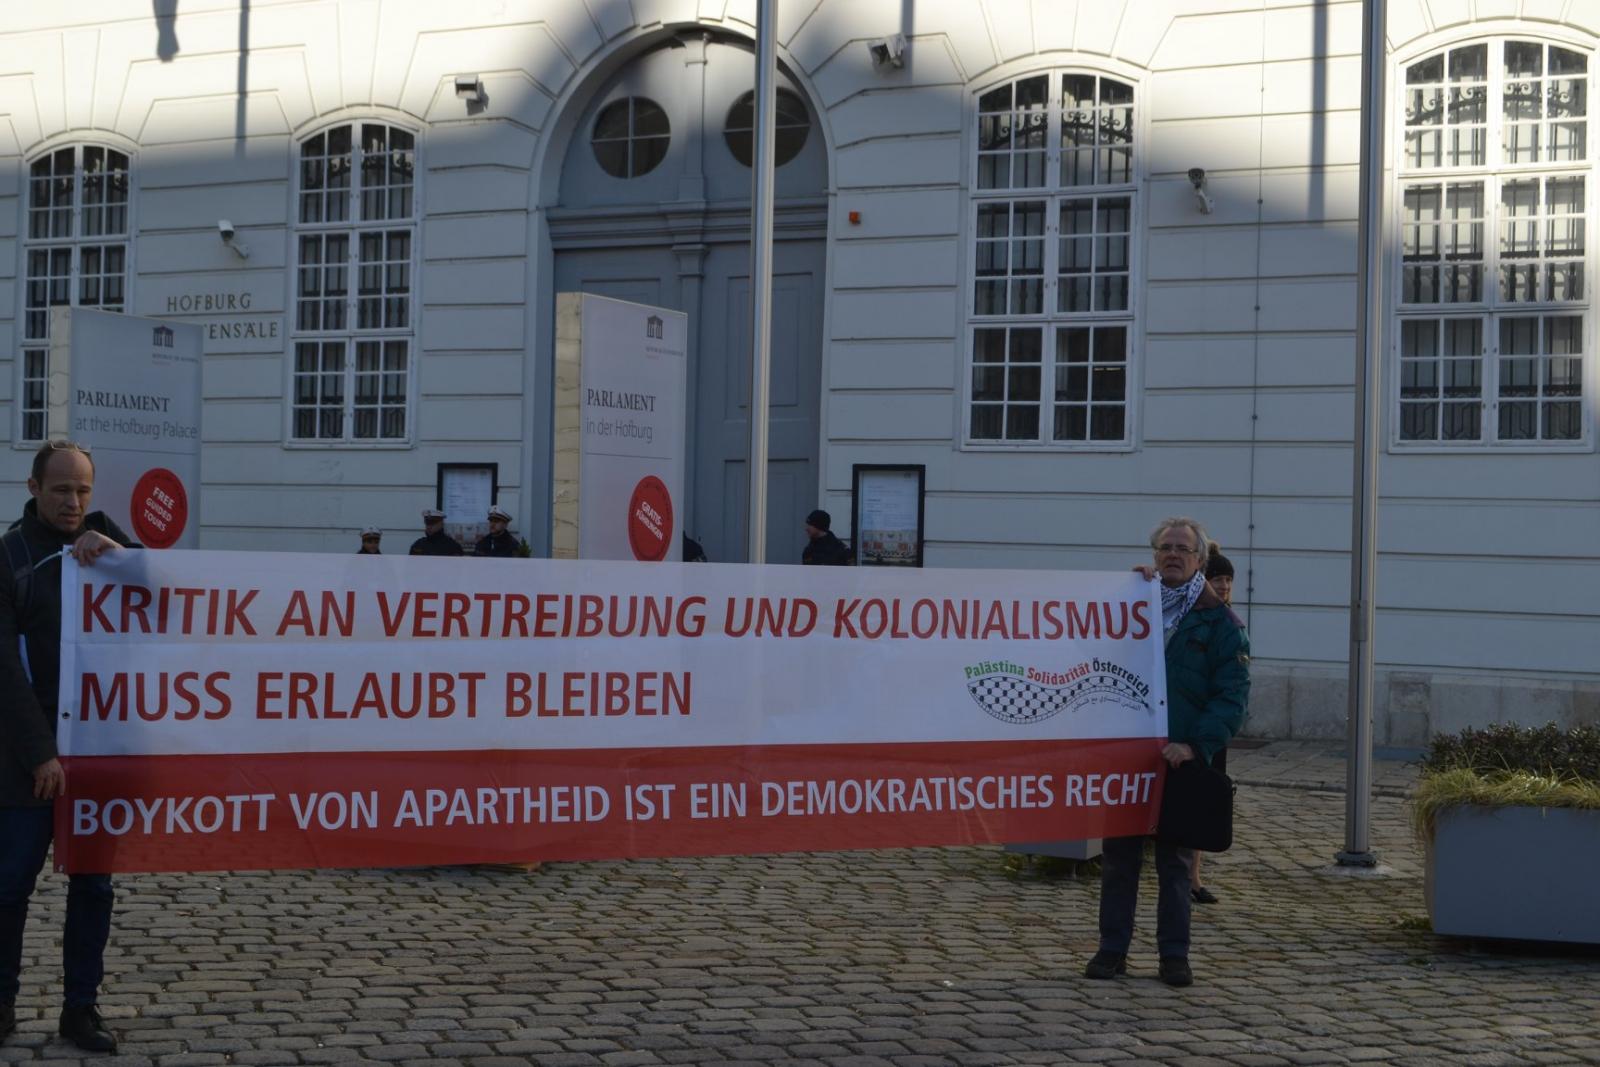 HOFBURG
PARLIAMENT
at the Hofburg Palace
FREE
GUIDED
TOURS
PARLAMENT
in der Hofburg
GRATIS-
FÜHRUNGEN
KRITIK AN VERTREIBUNG UND KOLONIALISMUS
MUSS ERLAUBT BLEIBEN
Palästina Solidarität Österreich
BOYKOTT VON APARTHEID IST EIN DEMOKRATISCHES RECHT